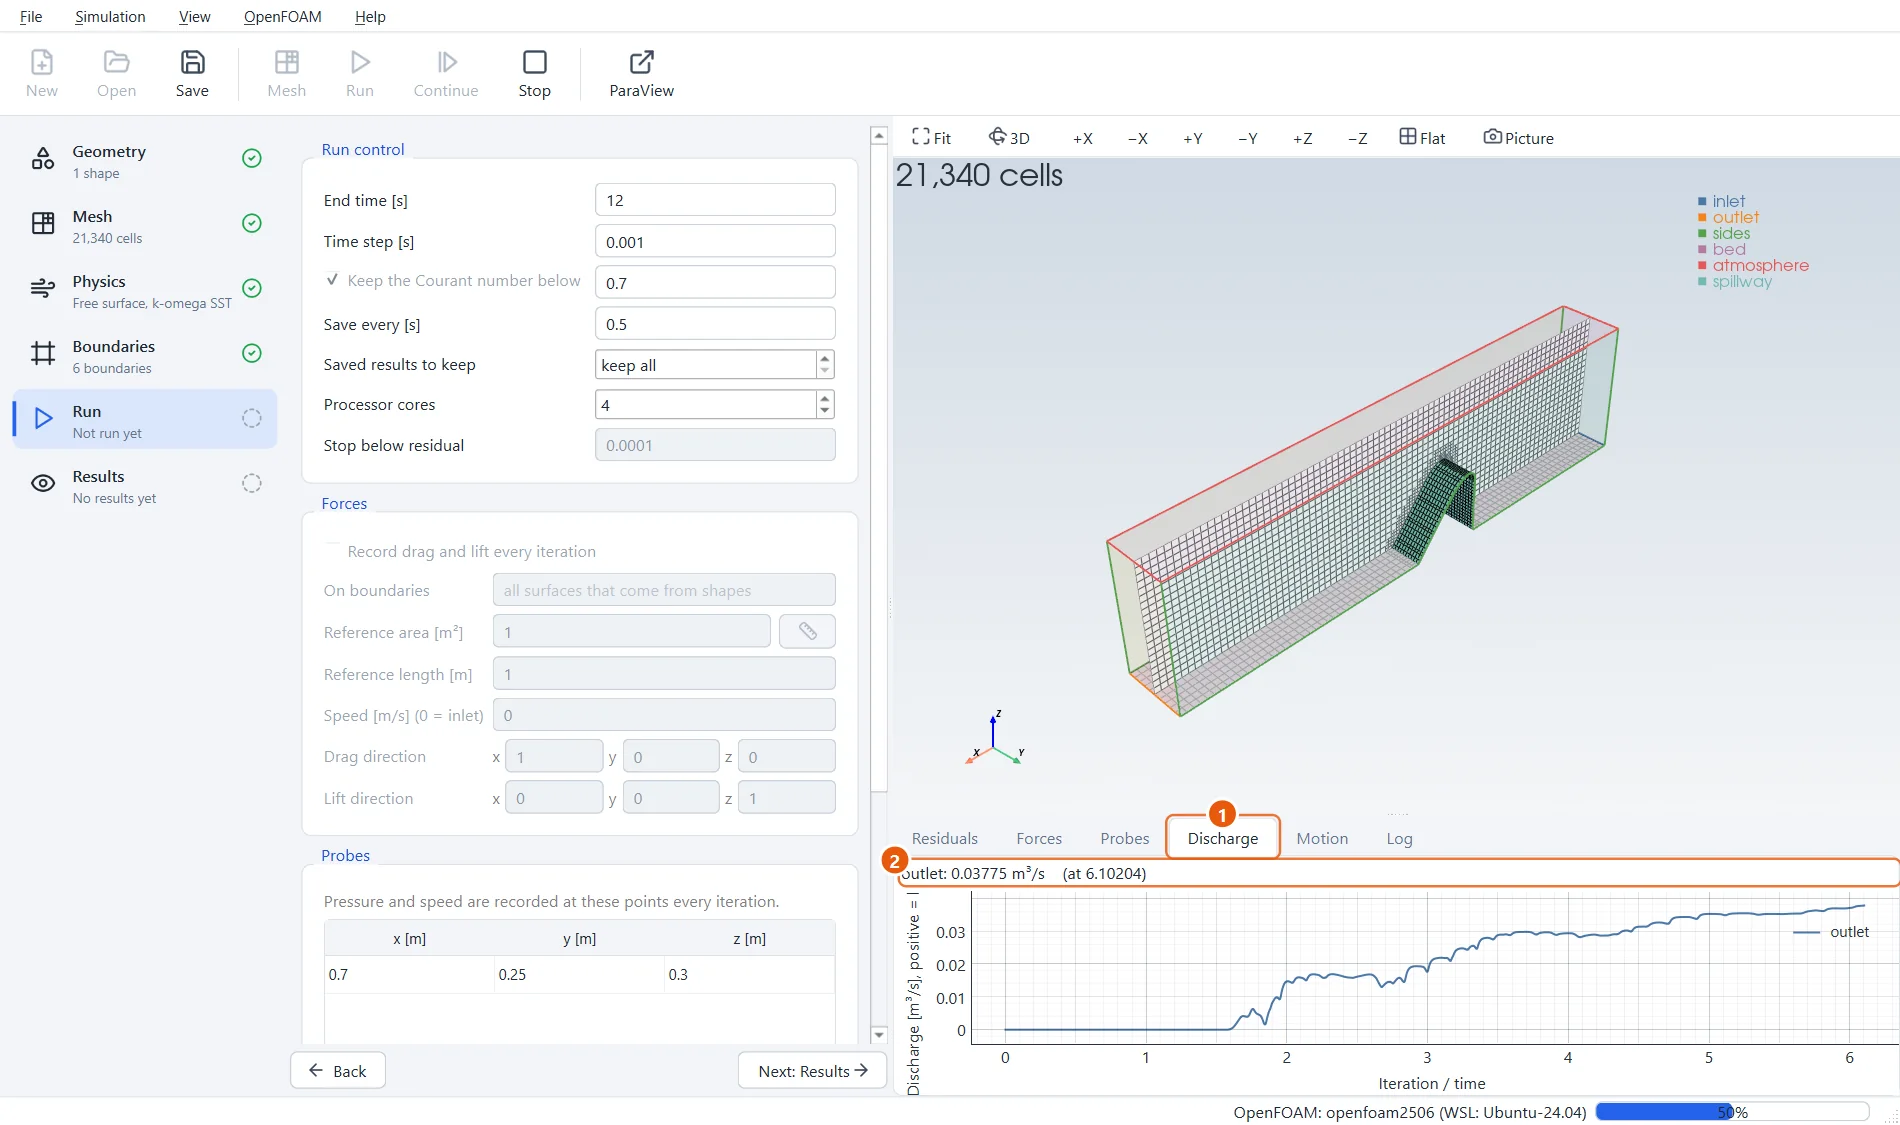 File Simulation View OpenFOAM Help
New Open Save Mesh Run Continue Stop ParaView
Geometry
1 shape
Mesh
21,340 cells
Physics
Free surface, k-omega SST
Boundaries
6 boundaries
Run
Not run yet
Results
No results yet
Run control
End time [s] 12
Time step [s] 0.001
Keep the Courant number below 0.7
Save every [s] 0.5
Saved results to keep keep all
Processor cores 4
Stop below residual 0.0001
Forces
Record drag and lift every iteration
On boundaries all surfaces that come from shapes
Reference area [m²] 1
Reference length [m] 1
Speed [m/s] (0 = inlet) 0
Drag direction x 1 y 0 z 0
Lift direction x 0 y 0 z 1
Probes
Pressure and speed are recorded at these points every iteration.
x [m] y [m] z [m]
0.7 0.25 0.3
Back Next: Results
Fit 3D +X −X +Y −Y +Z −Z Flat Picture
21,340 cells
inlet
outlet
sides
bed
atmosphere
spillway
Z
X Y
1
Residuals Forces Probes Discharge Motion Log
2
outlet: 0.03775 m³/s (at 6.10204)
Discharge [m³/s], positive =
0.03
0.02
0.01
0
outlet
0 1 2 3 4 5 6
Iteration / time
OpenFOAM: openfoam2506 (WSL: Ubuntu-24.04) 50%